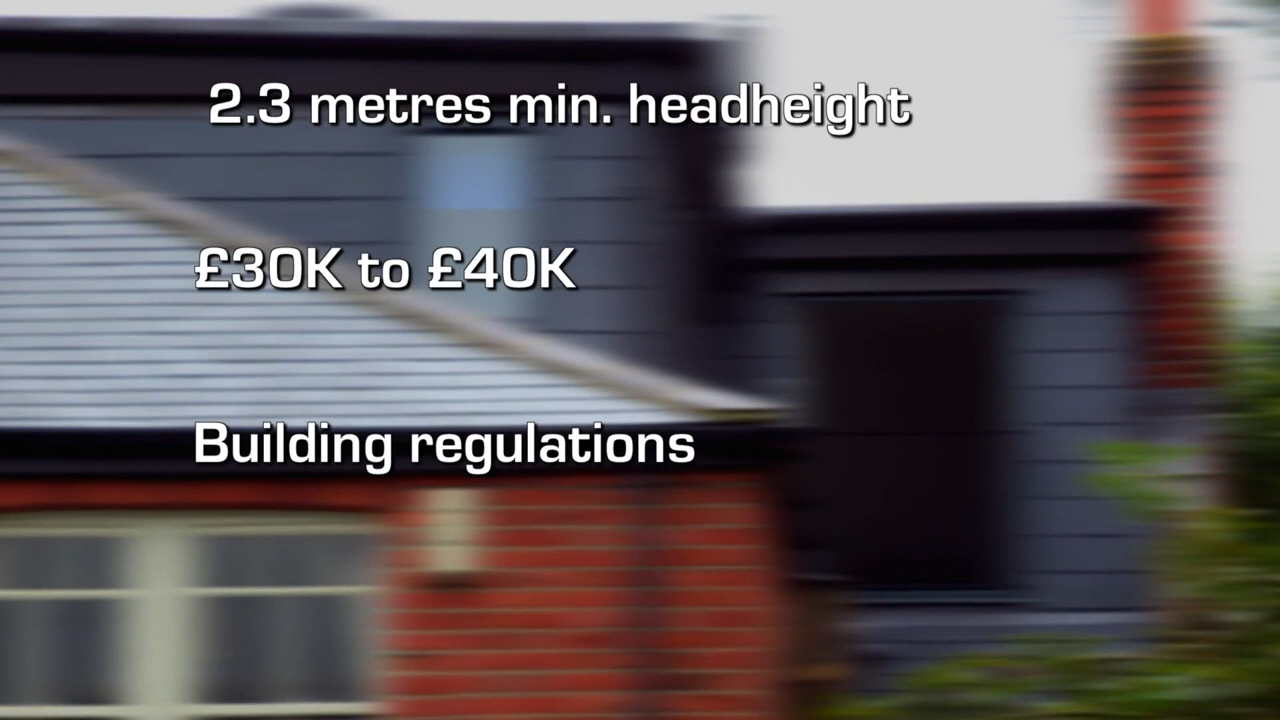 2.3 metres min. headheight
£30K to £40K
Building regulations